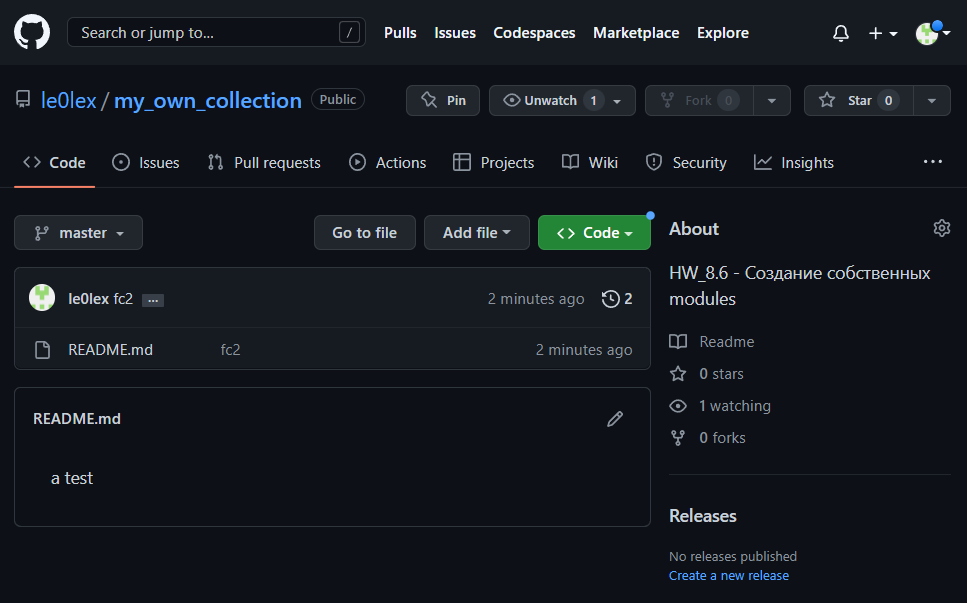 Search or jump to... /
Pulls
Issues
Codespaces
Marketplace
Explore
le0lex / my_own_collection Public
Pin
Unwatch 1
Fork 0
Star 0
Code
Issues
Pull requests
Actions
Projects
Wiki
Security
Insights
master
Go to file
Add file
Code
le0lex fc2 ...
2 minutes ago
2
README.md fc2 2 minutes ago
README.md
a test
About
HW_8.6 - Создание собственных
modules
Readme
0 stars
1 watching
0 forks
Releases
No releases published
Create a new release